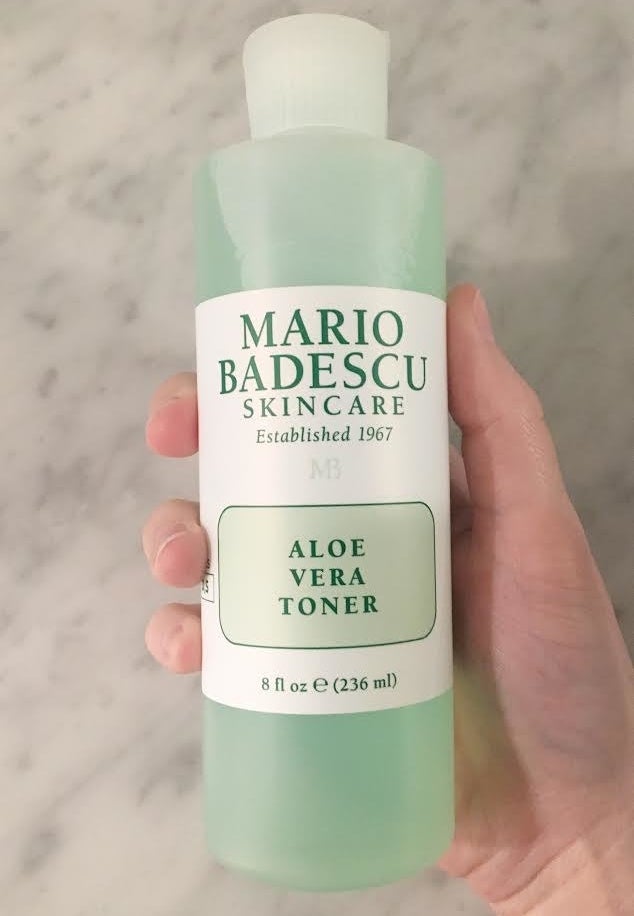 MARIO
BADESCU
SKINCARE
Established 1967
MB
ALOE
VERA
TONER
8 fl oz ℮ (236 ml)